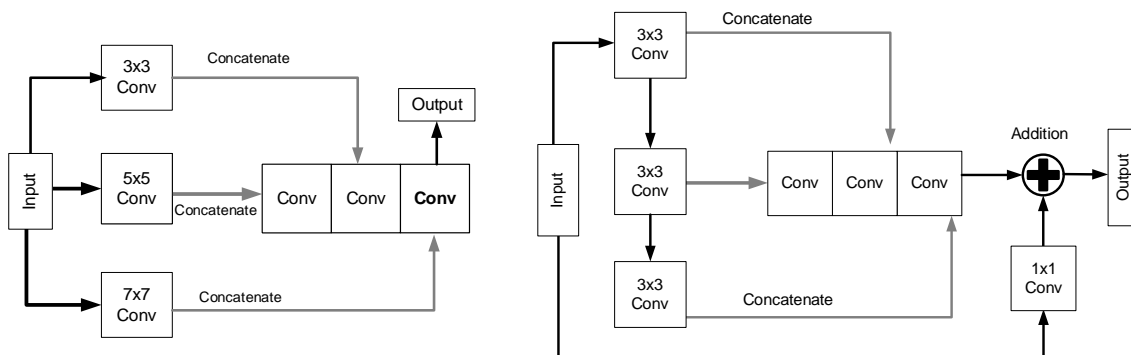 3x3
Conv
Concatenate
Output
Input
5x5
Conv
Concatenate
Conv
Conv
Conv
7x7
Conv
Concatenate
3x3
Conv
Concatenate
Addition
Input
3x3
Conv
Conv
Conv
Conv
Output
3x3
Conv
Concatenate
1x1
Conv